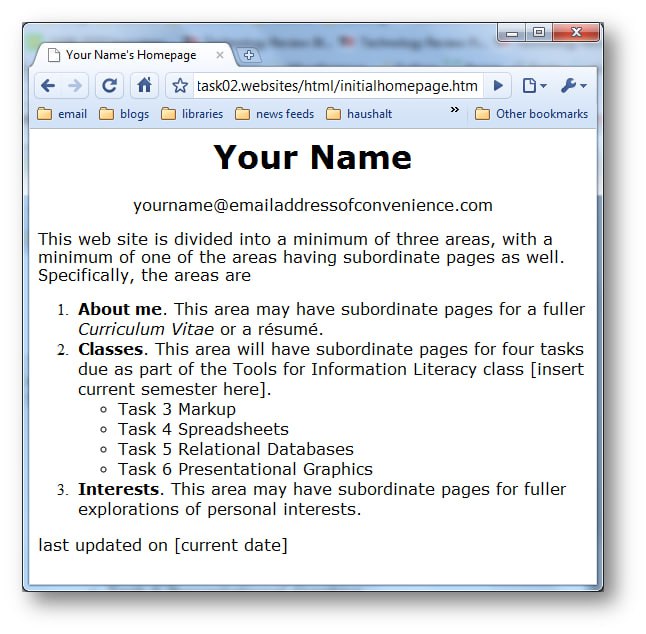 Your Name's Homepage
task02.websites/html/initialhomepage.htm
email blogs libraries news feeds haushalt » Other bookmarks
Your Name
yourname@emailaddressofconvenience.com
This web site is divided into a minimum of three areas, with a
minimum of one of the areas having subordinate pages as well.
Specifically, the areas are
1. About me. This area may have subordinate pages for a fuller
Curriculum Vitae or a résumé.
2. Classes. This area will have subordinate pages for four tasks
due as part of the Tools for Information Literacy class [insert
current semester here].
◦ Task 3 Markup
◦ Task 4 Spreadsheets
◦ Task 5 Relational Databases
◦ Task 6 Presentational Graphics
3. Interests. This area may have subordinate pages for fuller
explorations of personal interests.
last updated on [current date]